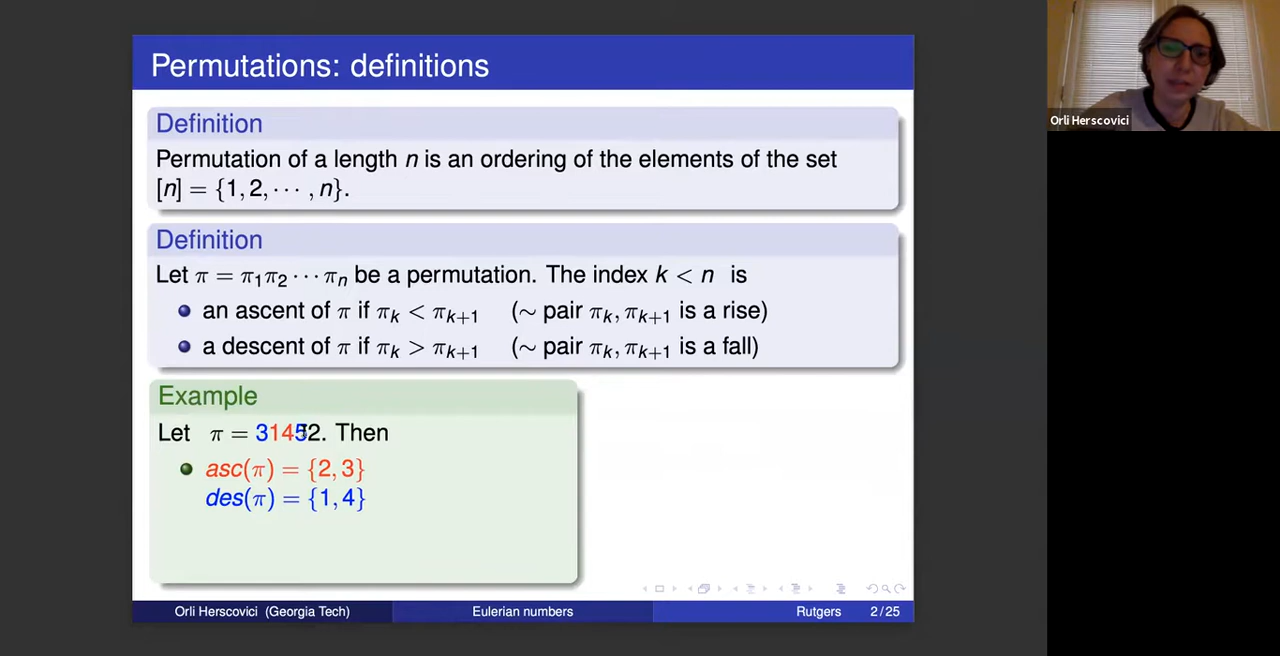 Permutations: definitions
Definition
Permutation of a length n is an ordering of the elements of the set
[n] = {1, 2, ⋯ , n}.
Definition
Let π = π₁π₂ ⋯ πₙ be a permutation. The index k < n is
an ascent of π if πₖ < πₖ₊₁ (∼ pair πₖ, πₖ₊₁ is a rise)
a descent of π if πₖ > πₖ₊₁ (∼ pair πₖ, πₖ₊₁ is a fall)
Example
Let π = 31452. Then
asc(π) = {2, 3}
des(π) = {1, 4}
Orli Herscovici (Georgia Tech) Eulerian numbers Rutgers 2 / 25
Orli Herscovici